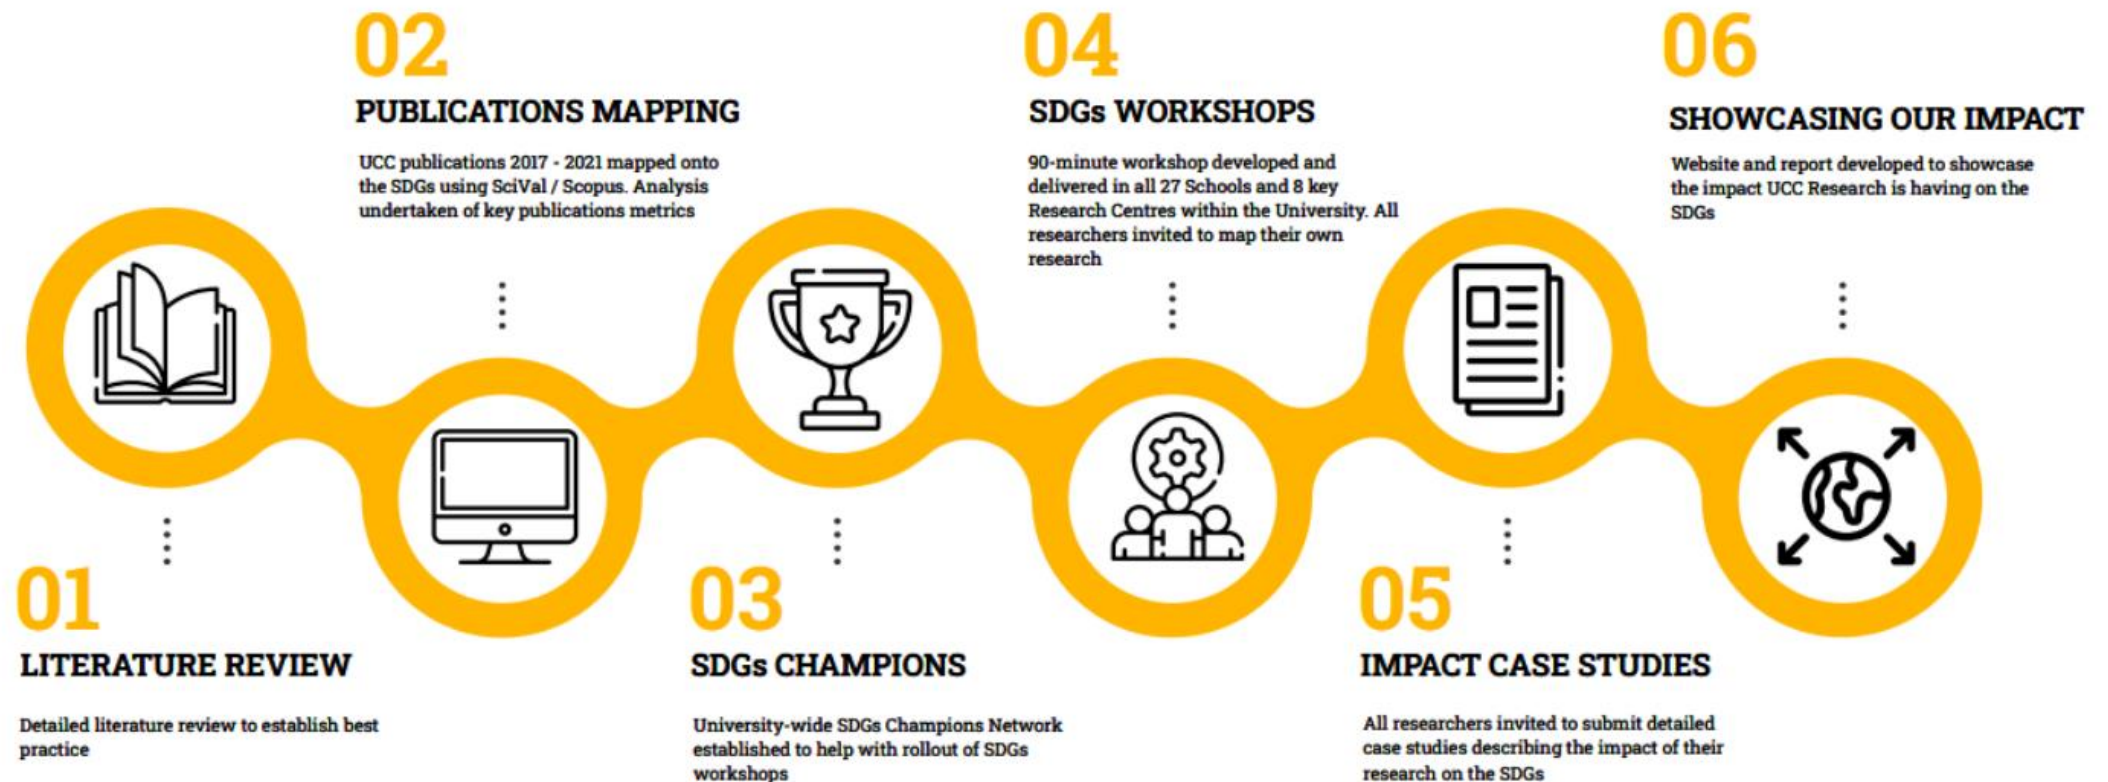 01
LITERATURE REVIEW
Detailed literature review to establish best
practice
02
PUBLICATIONS MAPPING
UCC publications 2017 - 2021 mapped onto
the SDGs using SciVal / Scopus. Analysis
undertaken of key publications metrics
03
SDGs CHAMPIONS
University-wide SDGs Champions Network
established to help with rollout of SDGs
workshops
04
SDGs WORKSHOPS
90-minute workshop developed and
delivered in all 27 Schools and 8 key
Research Centres within the University. All
researchers invited to map their own
research
05
IMPACT CASE STUDIES
All researchers invited to submit detailed
case studies describing the impact of their
research on the SDGs
06
SHOWCASING OUR IMPACT
Website and report developed to showcase
the impact UCC Research is having on the
SDGs